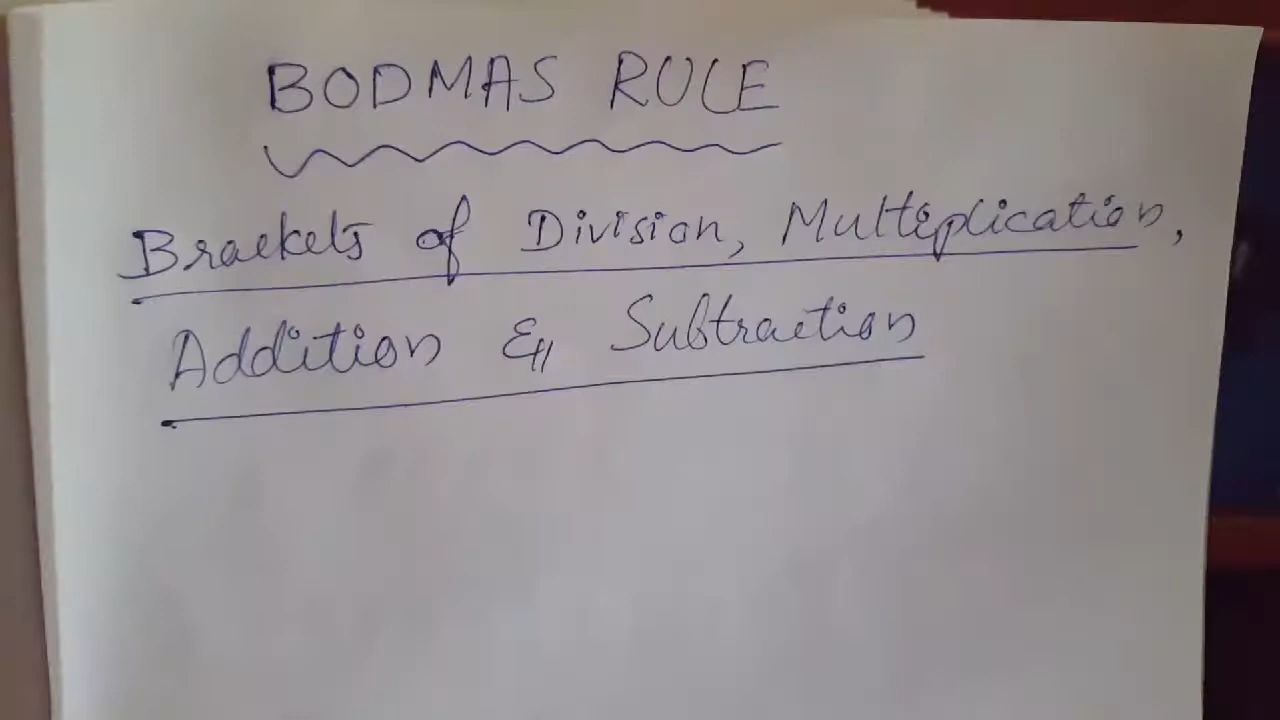 BODMAS RULE
Brackets of Division, Multiplication,
Addition & Subtraction